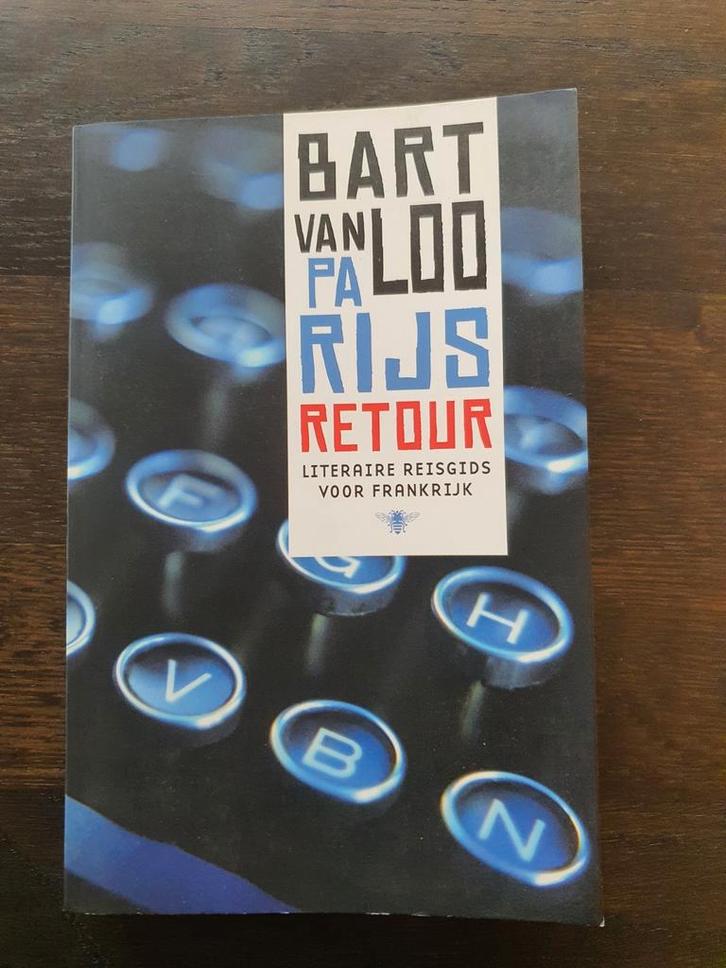 BART
VAN LOO
PA
RIJS
RETOUR
LITERAIRE REISGIDS
VOOR FRANKRIJK
F
G
H
V
B
N